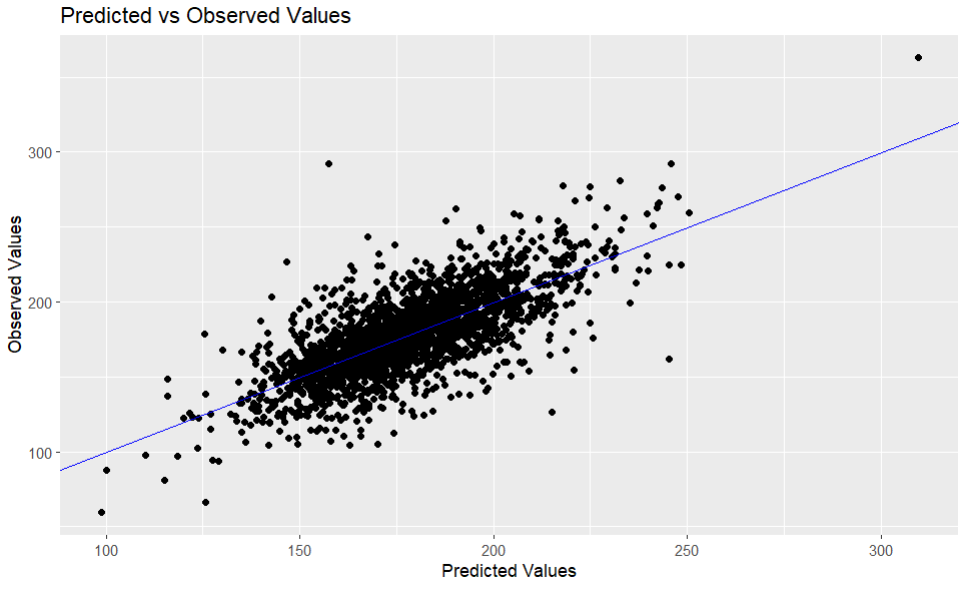 Predicted vs Observed Values
Observed Values
300
200
100
100 150 200 250 300
Predicted Values